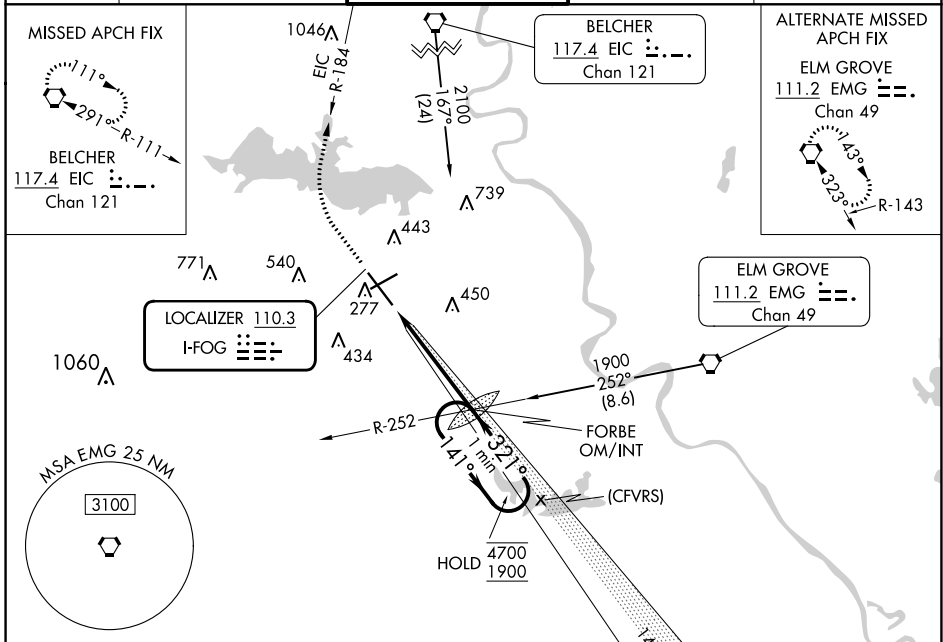 MISSED APCH FIX
111°
291°
R-111
BELCHER
117.4 EIC
Chan 121
1046
EIC
R-184
2100
167°
(24)
BELCHER
117.4 EIC
Chan 121
ALTERNATE MISSED
APCH FIX
ELM GROVE
111.2 EMG
Chan 49
143°
323°
R-143
739
443
771
540
277
450
434
LOCALIZER 110.3
I-FOG
1060
ELM GROVE
111.2 EMG
Chan 49
1900
252°
(8.6)
R-252
FORBE
OM/INT
321°
1 min
141°
(CFVRS)
HOLD
4700
1900
MSA EMG 25 NM
3100